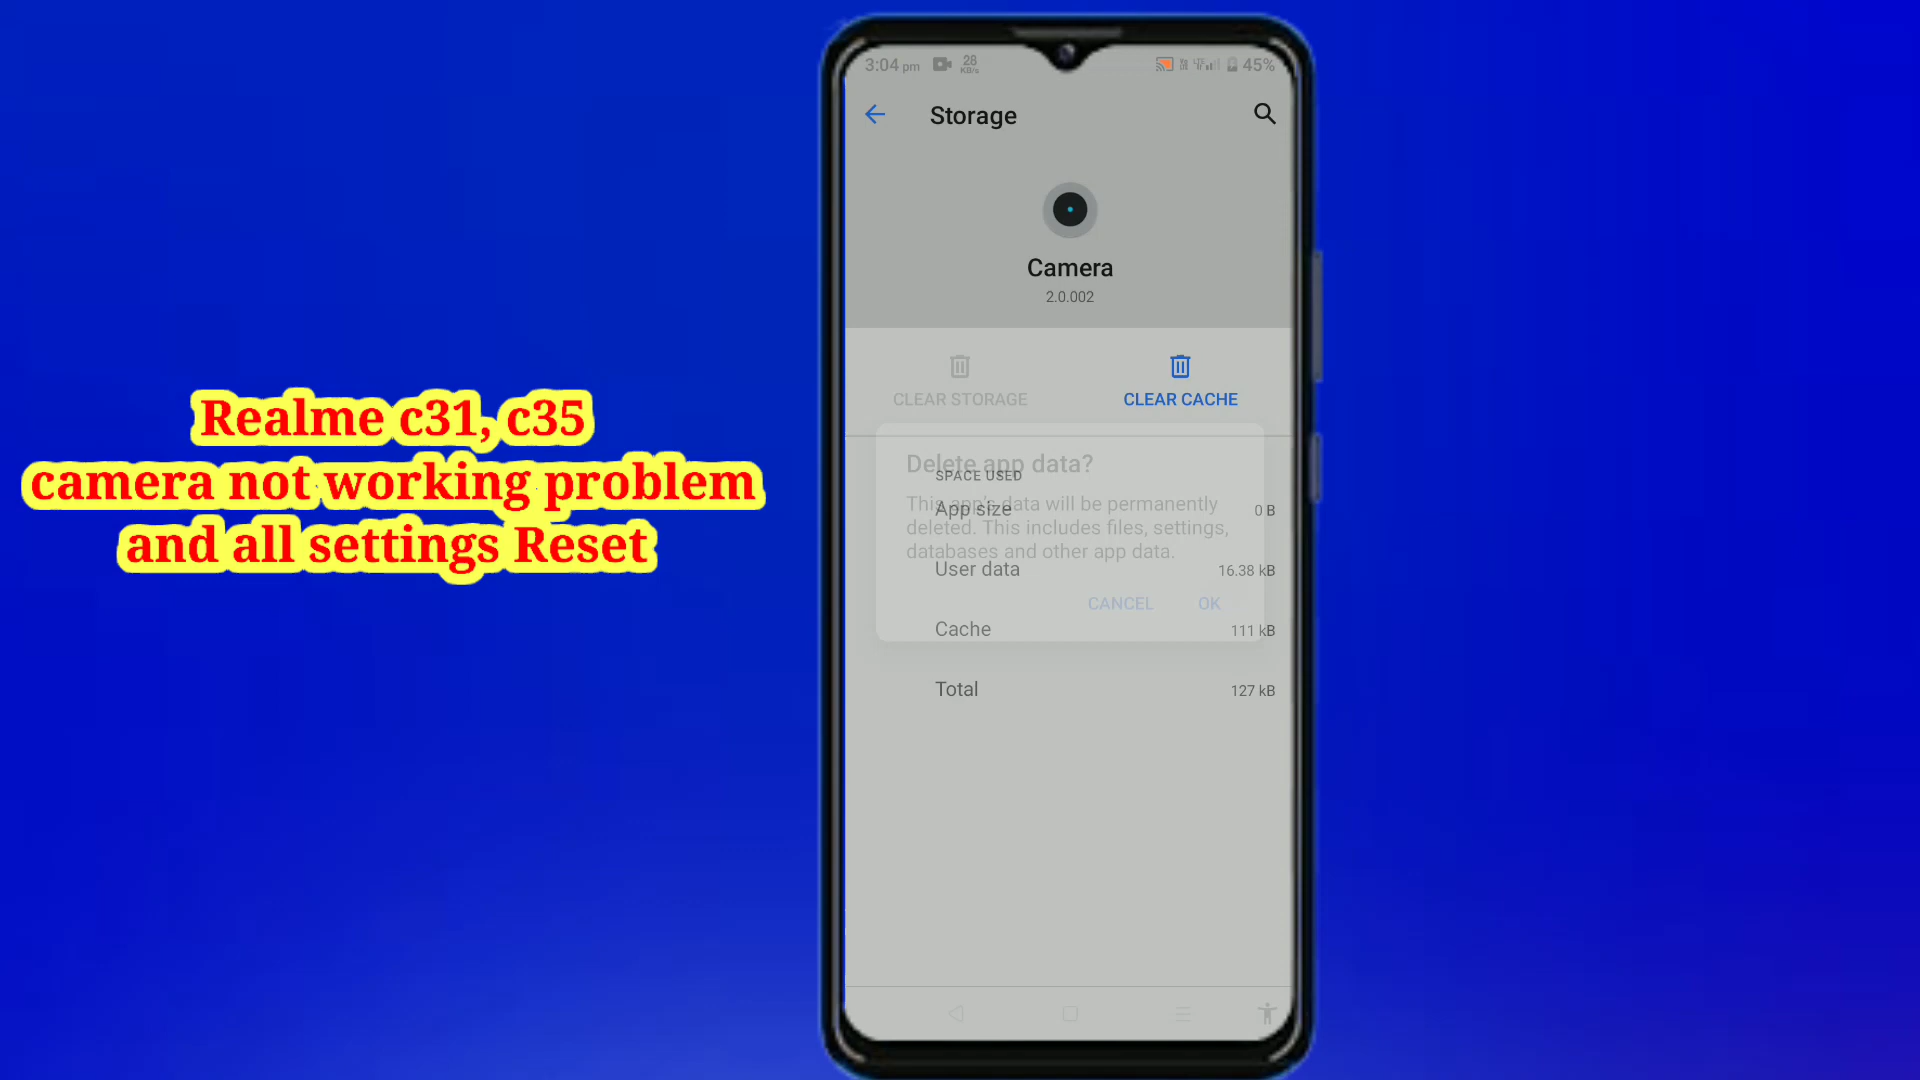 Realme c31, c35
camera not working problem
and all settings Reset
3:04 pm 28 KB/s 45%
Storage
Camera
2.0.002
CLEAR STORAGE CLEAR CACHE
Delete app data?
SPACE USED
This app's data will be permanently
App size 0 B
deleted. This includes files, settings,
databases and other app data.
User data 16.38 kB
CANCEL OK
Cache 111 kB
Total 127 kB